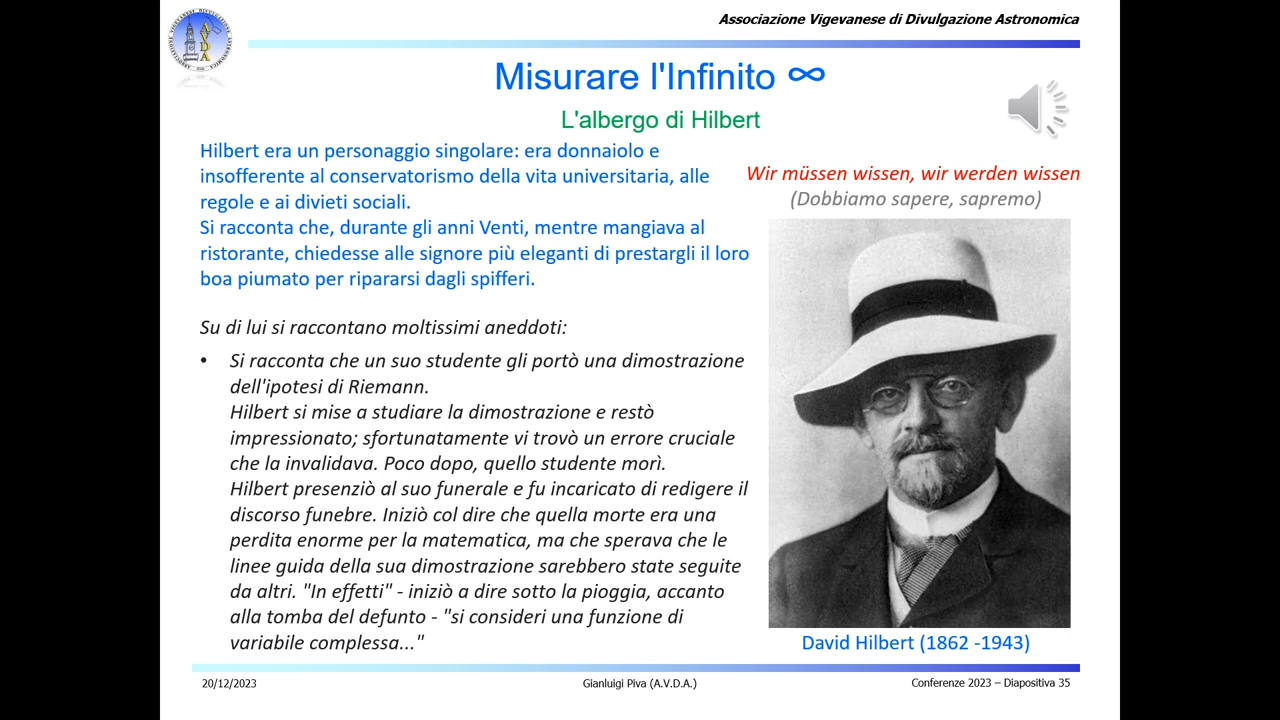 Associazione Vigevanese di Divulgazione Astronomica
A.V.D.A.
Misurare l'Infinito ∞
L'albergo di Hilbert
Hilbert era un personaggio singolare: era donnaiolo e
insofferente al conservatorismo della vita universitaria, alle
regole e ai divieti sociali.
Si racconta che, durante gli anni Venti, mentre mangiava al
ristorante, chiedesse alle signore più eleganti di prestargli il loro
boa piumato per ripararsi dagli spifferi.
Su di lui si raccontano moltissimi aneddoti:
• Si racconta che un suo studente gli portò una dimostrazione
dell'ipotesi di Riemann.
Hilbert si mise a studiare la dimostrazione e restò
impressionato; sfortunatamente vi trovò un errore cruciale
che la invalidava. Poco dopo, quello studente morì.
Hilbert presenziò al suo funerale e fu incaricato di redigere il
discorso funebre. Iniziò col dire che quella morte era una
perdita enorme per la matematica, ma che sperava che le
linee guida della sua dimostrazione sarebbero state seguite
da altri. "In effetti" - iniziò a dire sotto la pioggia, accanto
alla tomba del defunto - "si consideri una funzione di
variabile complessa..."
Wir müssen wissen, wir werden wissen
(Dobbiamo sapere, sapremo)
David Hilbert (1862 -1943)
20/12/2023
Gianluigi Piva (A.V.D.A.)
Conferenze 2023 – Diapositiva 35